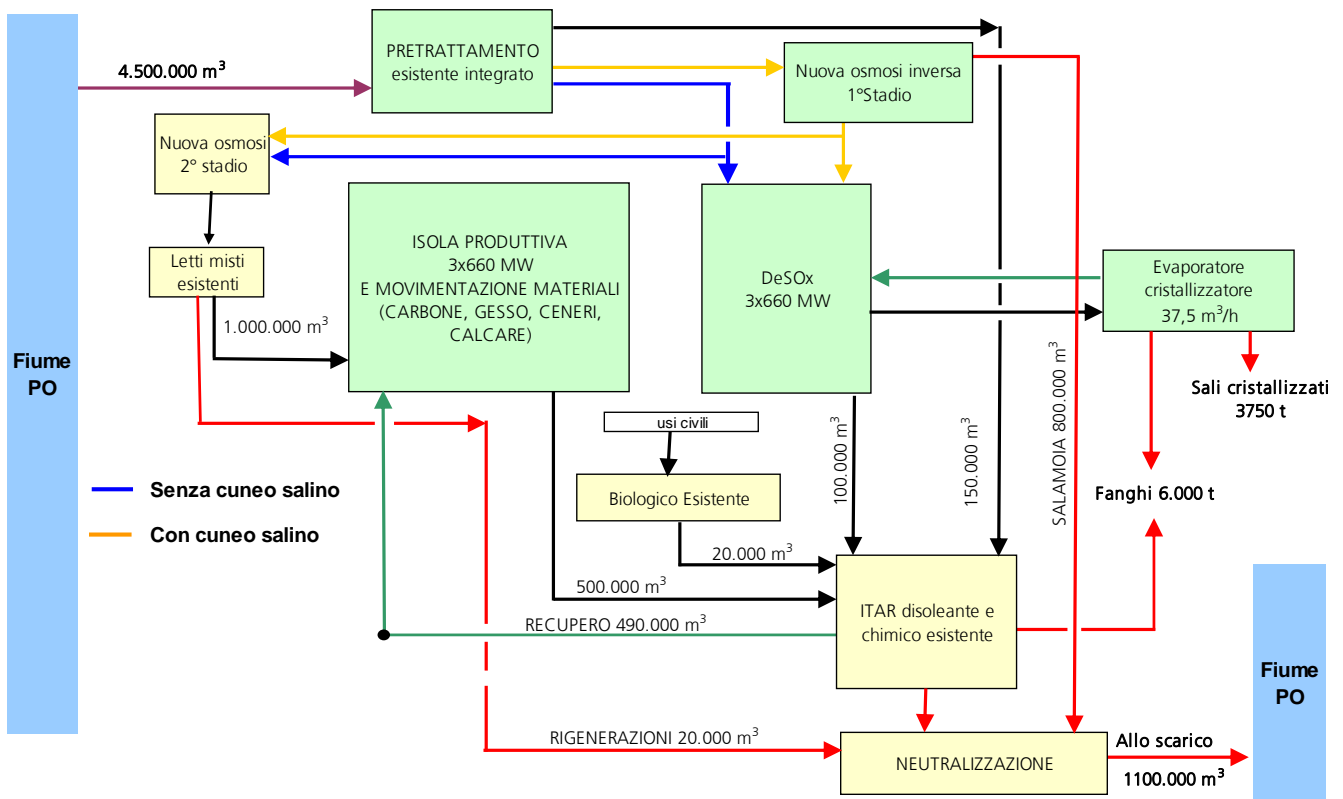 4.500.000 m³
PRETRATTAMENTO
esistente integrato
Nuova osmosi inversa
1°Stadio
Nuova osmosi
2° stadio
Letti misti
esistenti
1.000.000 m³
ISOLA PRODUTTIVA
3x660 MW
E MOVIMENTAZIONE MATERIALI
(CARBONE, GESSO, CENERI,
CALCARE)
DeSOx
3x660 MW
Evaporatore
cristallizzatore
37,5 m³/h
Fiume
PO
Sali cristallizzati
3750 t
usi civili
100.000 m³
150.000 m³
SALAMOIA 800.000 m³
Senza cuneo salino
Con cuneo salino
Biologico Esistente
Fanghi 6.000 t
20.000 m³
500.000 m³
RECUPERO 490.000 m³
ITAR disoleante e
chimico esistente
Fiume
PO
RIGENERAZIONI 20.000 m³
NEUTRALIZZAZIONE
Allo scarico
1100.000 m³